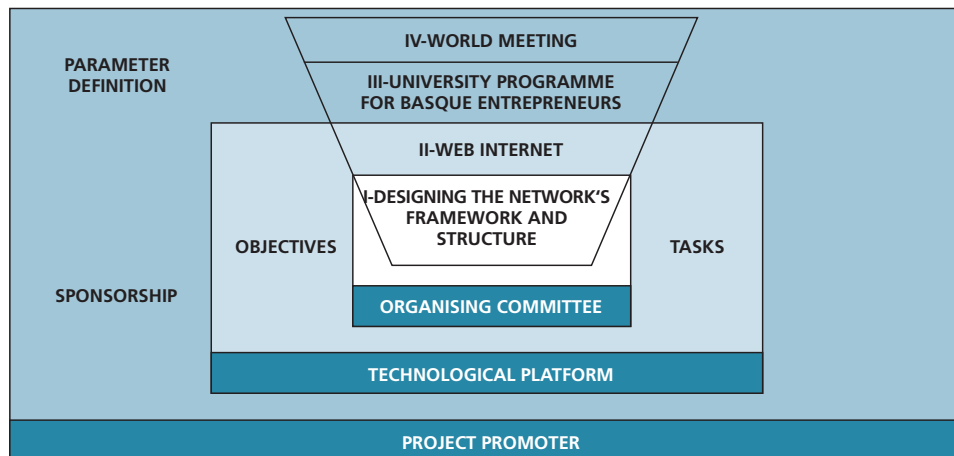 IV-WORLD MEETING
PARAMETER
DEFINITION
III-UNIVERSITY PROGRAMME
FOR BASQUE ENTREPRENEURS
II-WEB INTERNET
I-DESIGNING THE NETWORK'S
FRAMEWORK AND
STRUCTURE
OBJECTIVES
TASKS
SPONSORSHIP
ORGANISING COMMITTEE
TECHNOLOGICAL PLATFORM
PROJECT PROMOTER